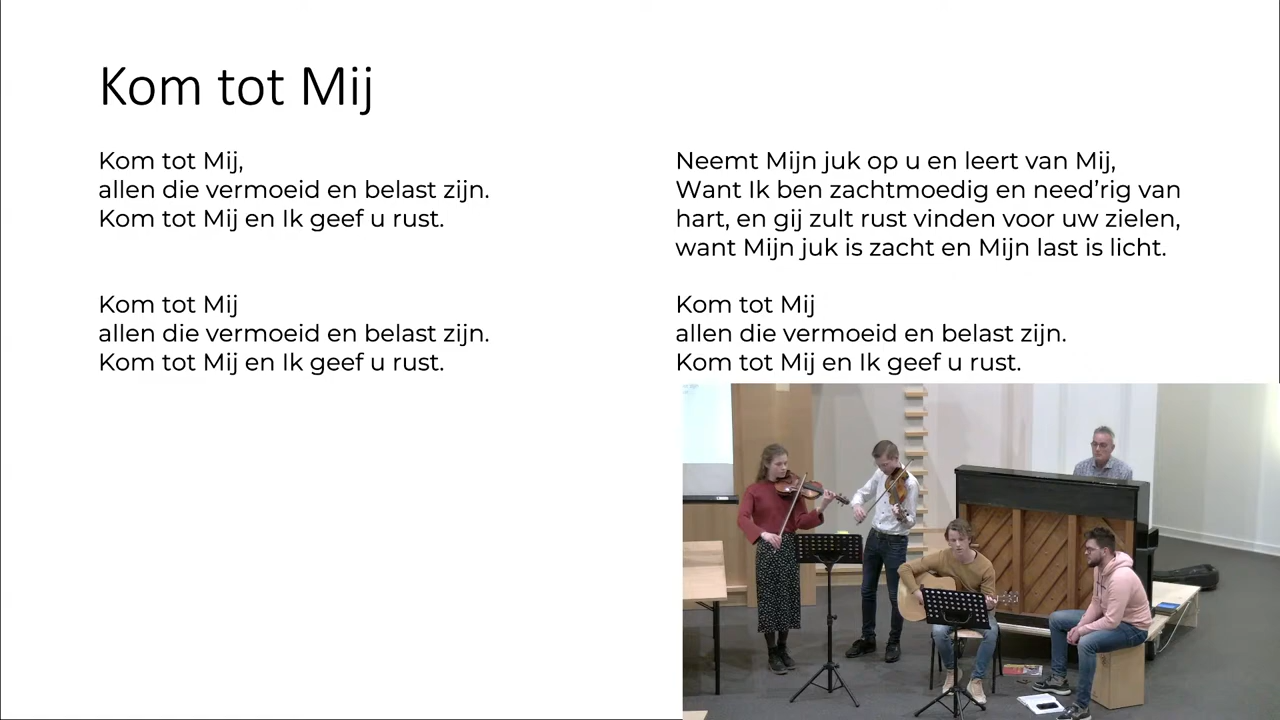 Kom tot Mij
Kom tot Mij,
allen die vermoeid en belast zijn.
Kom tot Mij en Ik geef u rust.
Kom tot Mij
allen die vermoeid en belast zijn.
Kom tot Mij en Ik geef u rust.
Neemt Mijn juk op u en leert van Mij,
Want Ik ben zachtmoedig en need’rig van
hart, en gij zult rust vinden voor uw zielen,
want Mijn juk is zacht en Mijn last is licht.
Kom tot Mij
allen die vermoeid en belast zijn.
Kom tot Mij en Ik geef u rust.